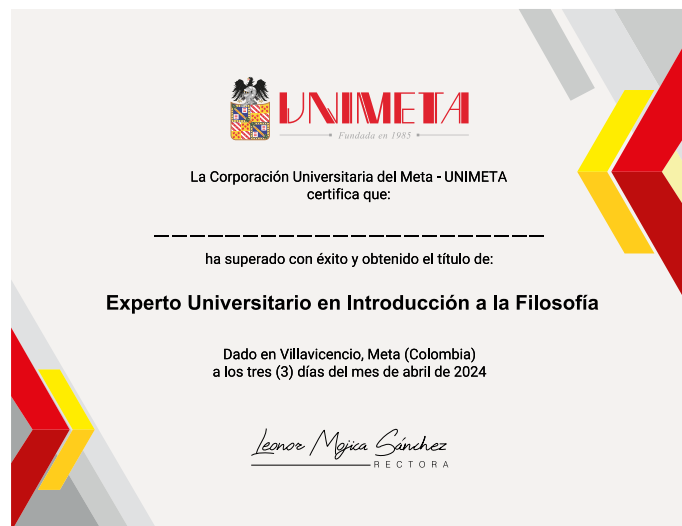 UNIMETA
Fundada en 1985
La Corporación Universitaria del Meta - UNIMETA
certifica que:
ha superado con éxito y obtenido el título de:
Experto Universitario en Introducción a la Filosofía
Dado en Villavicencio, Meta (Colombia)
a los tres (3) días del mes de abril de 2024
Leonor Mojica Sánchez
RECTORA